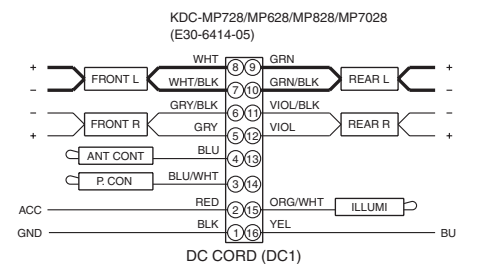 KDC-MP728/MP628/MP828/MP7028
(E30-6414-05)
+ FRONT L WHT 8 9 GRN REAR L +
− WHT/BLK 7 10 GRN/BLK −
− FRONT R GRY/BLK 6 11 VIOL/BLK REAR R −
+ GRY 5 12 VIOL +
ANT CONT BLU 4 13
P. CON BLU/WHT 3 14
ACC RED 2 15 ORG/WHT ILLUMI
GND BLK 1 16 YEL BU
DC CORD (DC1)